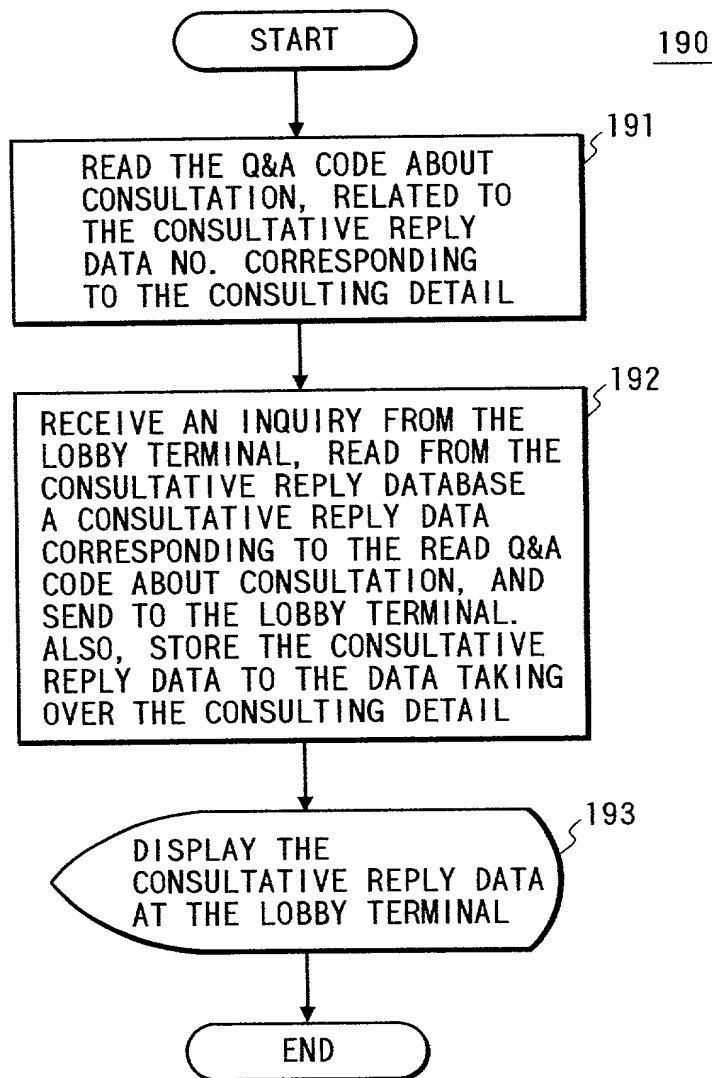 START
190
191
READ THE Q&A CODE ABOUT
CONSULTATION, RELATED TO
THE CONSULTATIVE REPLY
DATA NO. CORRESPONDING
TO THE CONSULTING DETAIL
192
RECEIVE AN INQUIRY FROM THE
LOBBY TERMINAL, READ FROM THE
CONSULTATIVE REPLY DATABASE
A CONSULTATIVE REPLY DATA
CORRESPONDING TO THE READ Q&A
CODE ABOUT CONSULTATION, AND
SEND TO THE LOBBY TERMINAL.
ALSO, STORE THE CONSULTATIVE
REPLY DATA TO THE DATA TAKING
OVER THE CONSULTING DETAIL
193
DISPLAY THE
CONSULTATIVE REPLY DATA
AT THE LOBBY TERMINAL
END